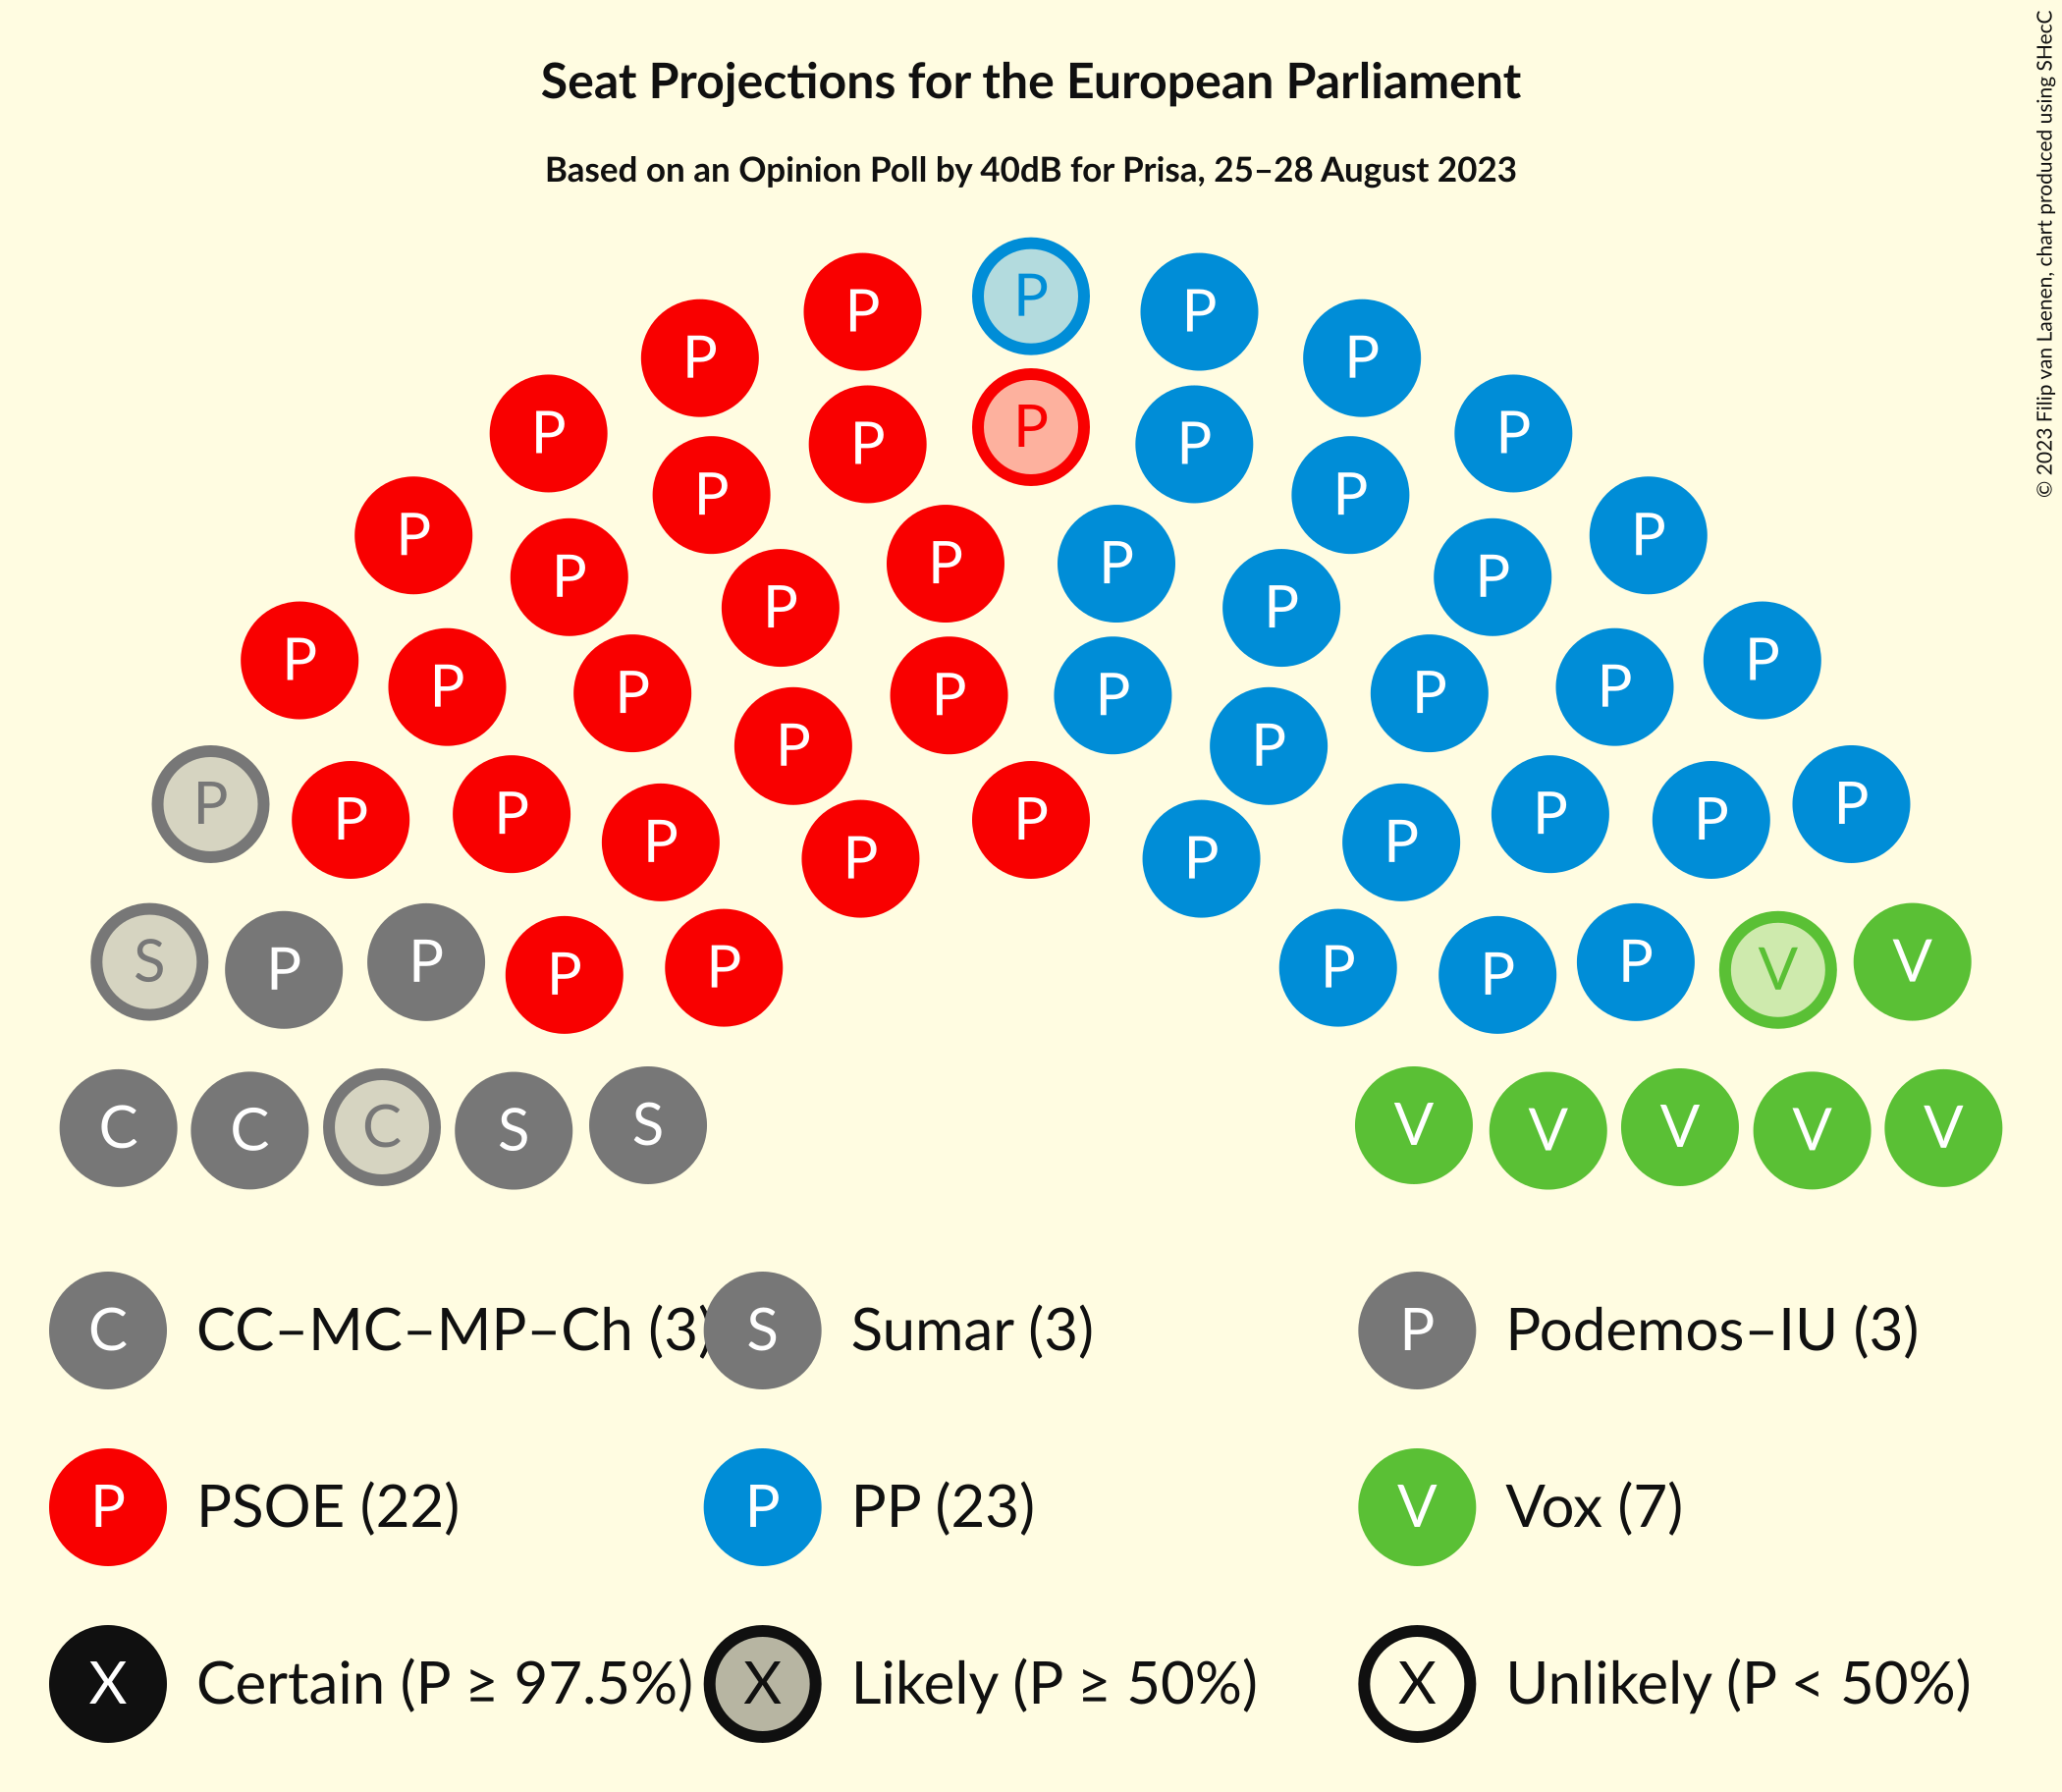 Seat Projections for the European Parliament
Based on an Opinion Poll by 40dB for Prisa, 25–28 August 2023
© 2023 Filip van Laenen, chart produced using SHecC
P
P P P P
P
P P P P
P P
P P P P
P P
P P P P
P P P P
P P P P
P P
P P
P P P P
P P P P
P
P P
S P P P P P P P V V
C C C S S V V V V V
C CC–MC–MP–Ch (3) S Sumar (3) P Podemos–IU (3)
P PSOE (22) P PP (23) V Vox (7)
X Certain (P ≥ 97.5%) X Likely (P ≥ 50%) X Unlikely (P < 50%)